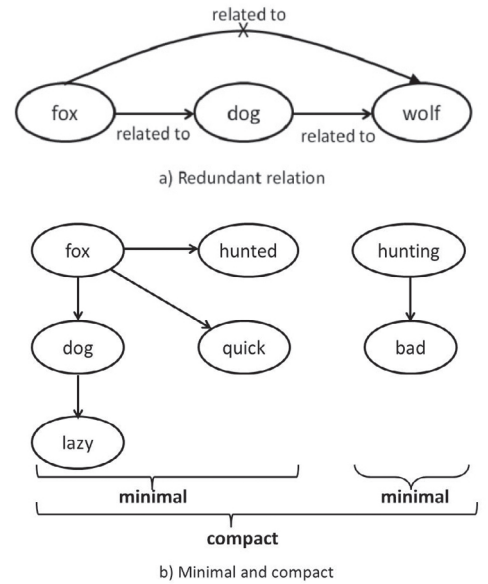 related to
X
fox
dog
wolf
related to
related to
a) Redundant relation
fox
hunted
hunting
dog
quick
bad
lazy
minimal
minimal
compact
b) Minimal and compact